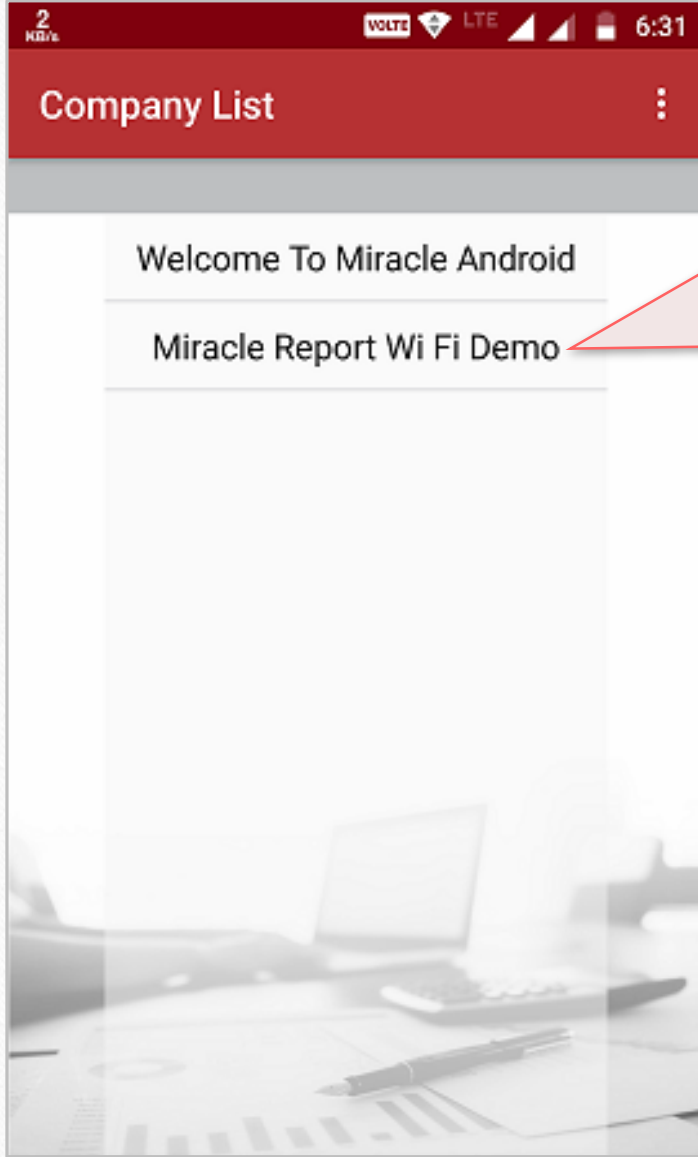 2
KB/s
VOLTE LTE 6:31
Company List
Welcome To Miracle Android
Miracle Report Wi Fi Demo